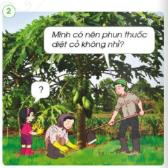 2
Mình có nên phun thuốc
diệt cỏ không nhỉ?
?